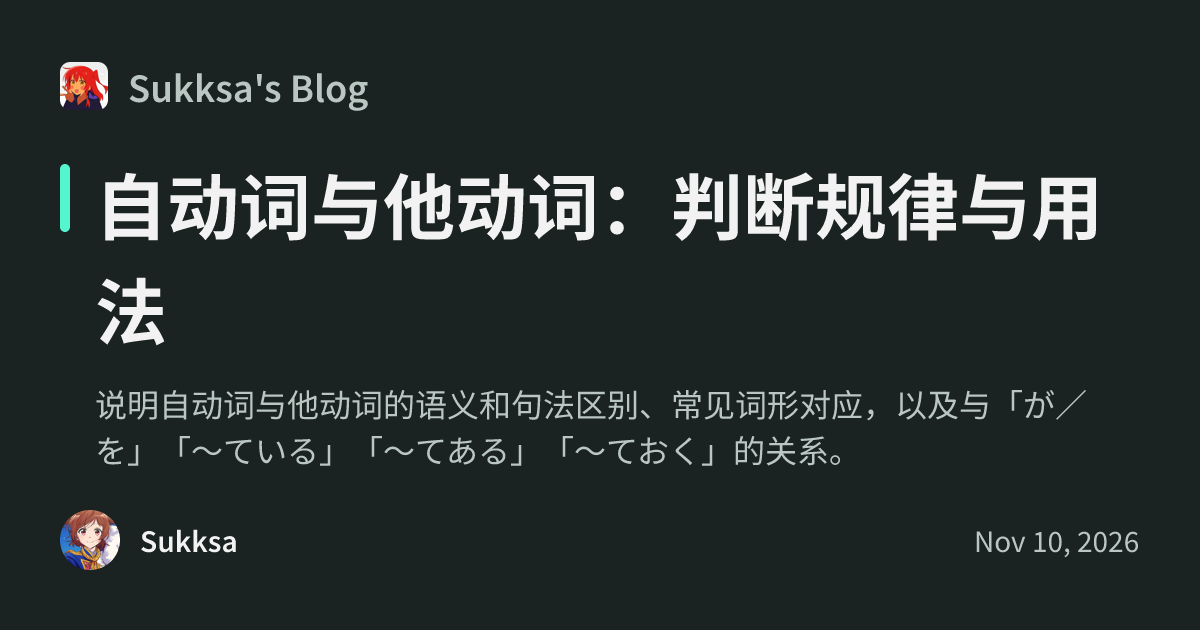 Sukksa's Blog
自动词与他动词：判断规律与用
法
说明自动词与他动词的语义和句法区别、常见词形对应，以及与「が／
を」「～ている」「～てある」「～ておく」的关系。
Sukksa
Nov 10, 2026